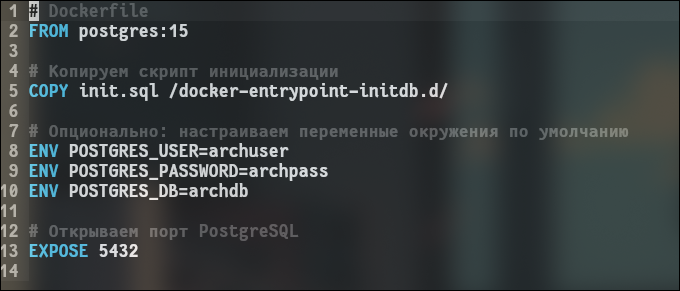 1 # Dockerfile
2 FROM postgres:15
3
4 # Копируем скрипт инициализации
5 COPY init.sql /docker-entrypoint-initdb.d/
6
7 # Опционально: настраиваем переменные окружения по умолчанию
8 ENV POSTGRES_USER=archuser
9 ENV POSTGRES_PASSWORD=archpass
10 ENV POSTGRES_DB=archdb
11
12 # Открываем порт PostgreSQL
13 EXPOSE 5432
14